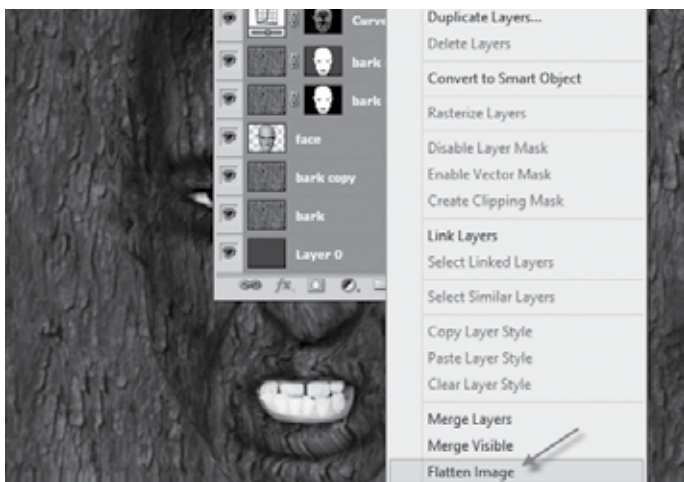 Curve
bark
bark
face
bark copy
bark
Layer 0
fx.
Duplicate Layers...
Delete Layers
Convert to Smart Object
Rasterize Layers
Disable Layer Mask
Enable Vector Mask
Create Clipping Mask
Link Layers
Select Linked Layers
Select Similar Layers
Copy Layer Style
Paste Layer Style
Clear Layer Style
Merge Layers
Merge Visible
Flatten Image